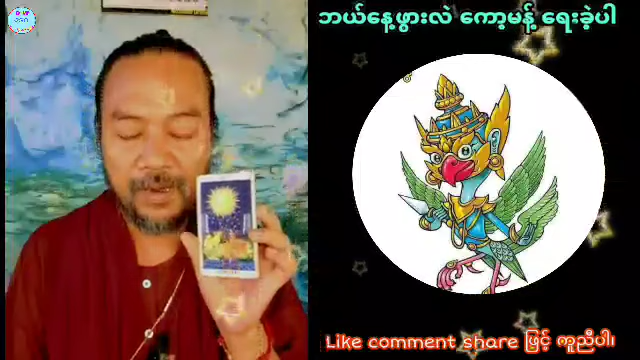 ဘယ်နေ့ဖွားလဲ ကော့မန့် ရေးခဲ့ပါ
Like comment share ဖြင့် ကူညီပါ၊